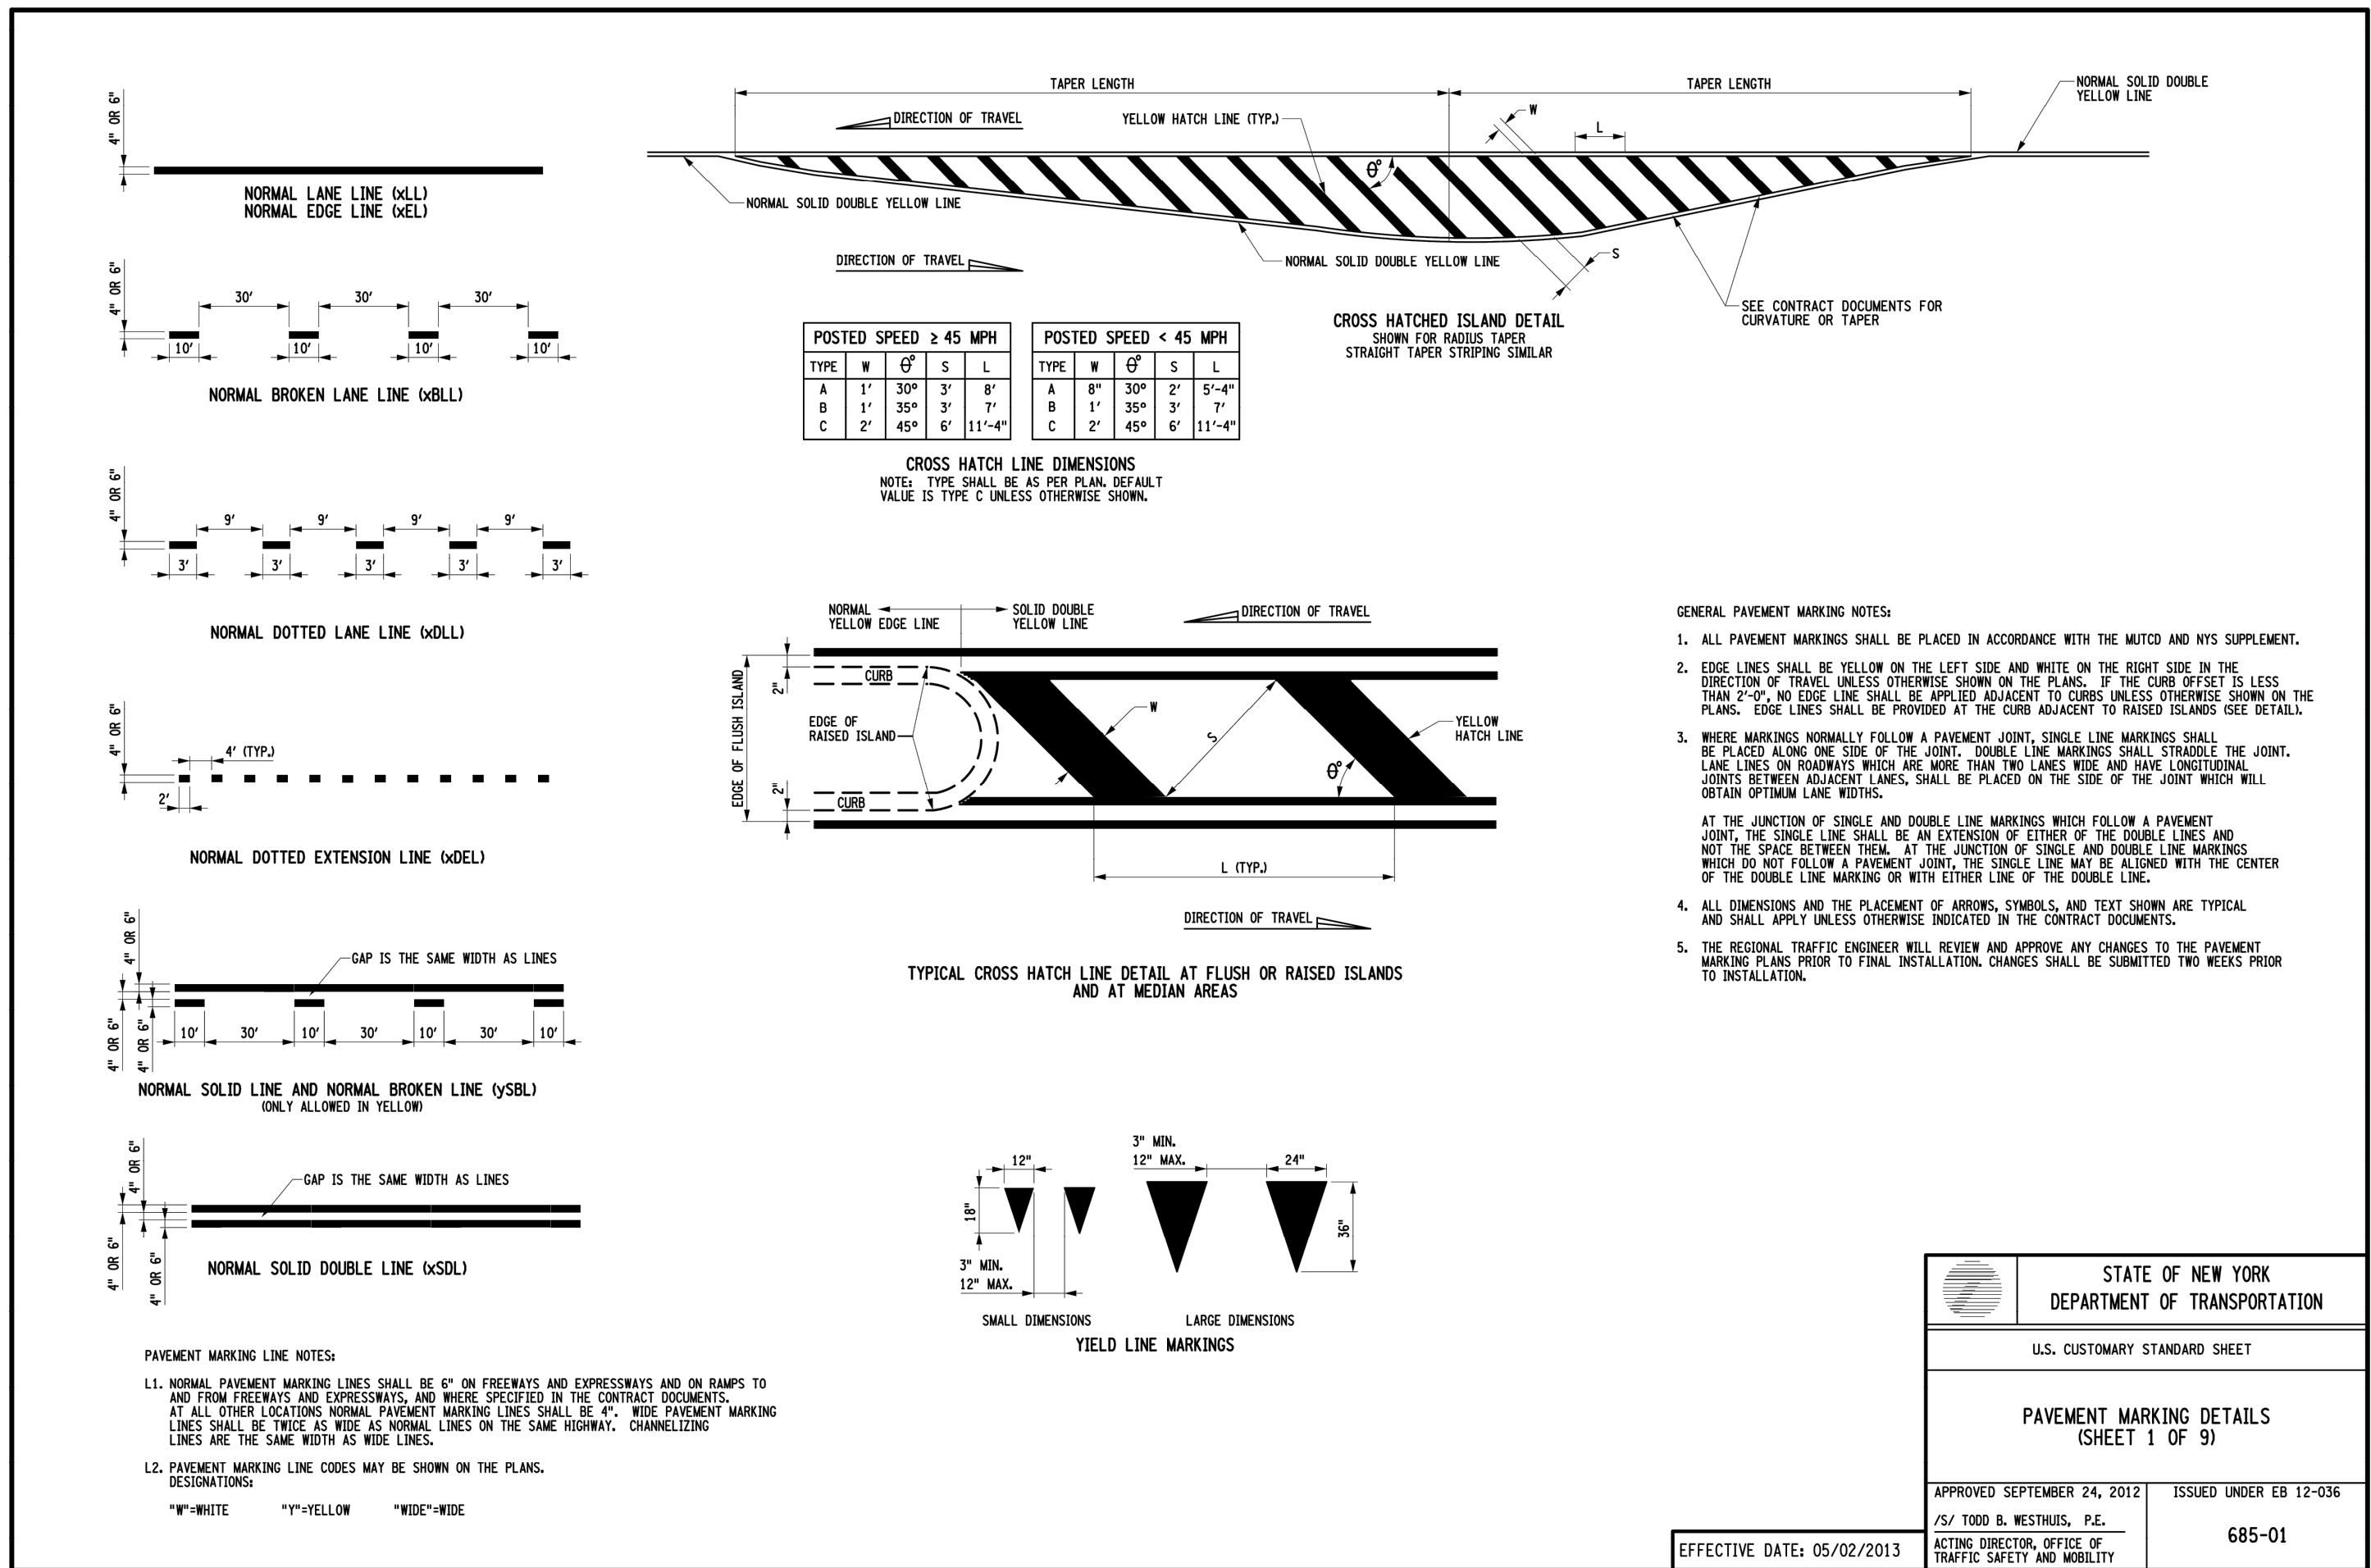 4" OR 6"
NORMAL LANE LINE (xLL)
NORMAL EDGE LINE (xEL)
4" OR 6"
30' 30' 30'
10' 10' 10' 10'
NORMAL BROKEN LANE LINE (xBLL)
4" OR 6"
9' 9' 9' 9'
3' 3' 3' 3' 3'
NORMAL DOTTED LANE LINE (xDLL)
4" OR 6"
4' (TYP.)
2'
NORMAL DOTTED EXTENSION LINE (xDEL)
4" OR 6"
GAP IS THE SAME WIDTH AS LINES
4" OR 6"
4" OR 6"
10' 30' 10' 30' 10' 30' 10'
NORMAL SOLID LINE AND NORMAL BROKEN LINE (ySBL)
(ONLY ALLOWED IN YELLOW)
4" OR 6"
GAP IS THE SAME WIDTH AS LINES
4" OR 6"
4" OR 6"
NORMAL SOLID DOUBLE LINE (xSDL)
PAVEMENT MARKING LINE NOTES:
L1. NORMAL PAVEMENT MARKING LINES SHALL BE 6" ON FREEWAYS AND EXPRESSWAYS AND ON RAMPS TO
AND FROM FREEWAYS AND EXPRESSWAYS, AND WHERE SPECIFIED IN THE CONTRACT DOCUMENTS.
AT ALL OTHER LOCATIONS NORMAL PAVEMENT MARKING LINES SHALL BE 4". WIDE PAVEMENT MARKING
LINES SHALL BE TWICE AS WIDE AS NORMAL LINES ON THE SAME HIGHWAY. CHANNELIZING
LINES ARE THE SAME WIDTH AS WIDE LINES.
L2. PAVEMENT MARKING LINE CODES MAY BE SHOWN ON THE PLANS.
DESIGNATIONS:
"W"=WHITE "Y"=YELLOW "WIDE"=WIDE
TAPER LENGTH TAPER LENGTH
NORMAL SOLID DOUBLE
YELLOW LINE
DIRECTION OF TRAVEL
YELLOW HATCH LINE (TYP.)
W
L
θ°
NORMAL SOLID DOUBLE YELLOW LINE
DIRECTION OF TRAVEL
NORMAL SOLID DOUBLE YELLOW LINE
S
SEE CONTRACT DOCUMENTS FOR
CURVATURE OR TAPER
CROSS HATCHED ISLAND DETAIL
SHOWN FOR RADIUS TAPER
STRAIGHT TAPER STRIPING SIMILAR
POSTED SPEED ≥ 45 MPH
TYPE W θ° S L
A 1' 30° 3' 8'
B 1' 35° 3' 7'
C 2' 45° 6' 11'-4"
POSTED SPEED < 45 MPH
TYPE W θ° S L
A 8" 30° 2' 5'-4"
B 1' 35° 3' 7'
C 2' 45° 6' 11'-4"
CROSS HATCH LINE DIMENSIONS
NOTE: TYPE SHALL BE AS PER PLAN. DEFAULT
VALUE IS TYPE C UNLESS OTHERWISE SHOWN.
NORMAL
YELLOW EDGE LINE
SOLID DOUBLE
YELLOW LINE
DIRECTION OF TRAVEL
EDGE OF FLUSH ISLAND
2"
CURB
EDGE OF
RAISED ISLAND
W
S
θ°
YELLOW
HATCH LINE
2"
CURB
L (TYP.)
DIRECTION OF TRAVEL
TYPICAL CROSS HATCH LINE DETAIL AT FLUSH OR RAISED ISLANDS
AND AT MEDIAN AREAS
12"
18"
3" MIN.
12" MAX.
SMALL DIMENSIONS
3" MIN.
12" MAX.
24"
36"
LARGE DIMENSIONS
YIELD LINE MARKINGS
GENERAL PAVEMENT MARKING NOTES:
1. ALL PAVEMENT MARKINGS SHALL BE PLACED IN ACCORDANCE WITH THE MUTCD AND NYS SUPPLEMENT.
2. EDGE LINES SHALL BE YELLOW ON THE LEFT SIDE AND WHITE ON THE RIGHT SIDE IN THE
DIRECTION OF TRAVEL UNLESS OTHERWISE SHOWN ON THE PLANS. IF THE CURB OFFSET IS LESS
THAN 2'-0", NO EDGE LINE SHALL BE APPLIED ADJACENT TO CURBS UNLESS OTHERWISE SHOWN ON THE
PLANS. EDGE LINES SHALL BE PROVIDED AT THE CURB ADJACENT TO RAISED ISLANDS (SEE DETAIL).
3. WHERE MARKINGS NORMALLY FOLLOW A PAVEMENT JOINT, SINGLE LINE MARKINGS SHALL
BE PLACED ALONG ONE SIDE OF THE JOINT. DOUBLE LINE MARKINGS SHALL STRADDLE THE JOINT.
LANE LINES ON ROADWAYS WHICH ARE MORE THAN TWO LANES WIDE AND HAVE LONGITUDINAL
JOINTS BETWEEN ADJACENT LANES, SHALL BE PLACED ON THE SIDE OF THE JOINT WHICH WILL
OBTAIN OPTIMUM LANE WIDTHS.
AT THE JUNCTION OF SINGLE AND DOUBLE LINE MARKINGS WHICH FOLLOW A PAVEMENT
JOINT, THE SINGLE LINE SHALL BE AN EXTENSION OF EITHER OF THE DOUBLE LINES AND
NOT THE SPACE BETWEEN THEM. AT THE JUNCTION OF SINGLE AND DOUBLE LINE MARKINGS
WHICH DO NOT FOLLOW A PAVEMENT JOINT, THE SINGLE LINE MAY BE ALIGNED WITH THE CENTER
OF THE DOUBLE LINE MARKING OR WITH EITHER LINE OF THE DOUBLE LINE.
4. ALL DIMENSIONS AND THE PLACEMENT OF ARROWS, SYMBOLS, AND TEXT SHOWN ARE TYPICAL
AND SHALL APPLY UNLESS OTHERWISE INDICATED IN THE CONTRACT DOCUMENTS.
5. THE REGIONAL TRAFFIC ENGINEER WILL REVIEW AND APPROVE ANY CHANGES TO THE PAVEMENT
MARKING PLANS PRIOR TO FINAL INSTALLATION. CHANGES SHALL BE SUBMITTED TWO WEEKS PRIOR
TO INSTALLATION.
STATE OF NEW YORK
DEPARTMENT OF TRANSPORTATION
U.S. CUSTOMARY STANDARD SHEET
PAVEMENT MARKING DETAILS
(SHEET 1 OF 9)
APPROVED SEPTEMBER 24, 2012
/S/ TODD B. WESTHUIS, P.E.
ACTING DIRECTOR, OFFICE OF
TRAFFIC SAFETY AND MOBILITY
ISSUED UNDER EB 12-036
685-01
EFFECTIVE DATE: 05/02/2013